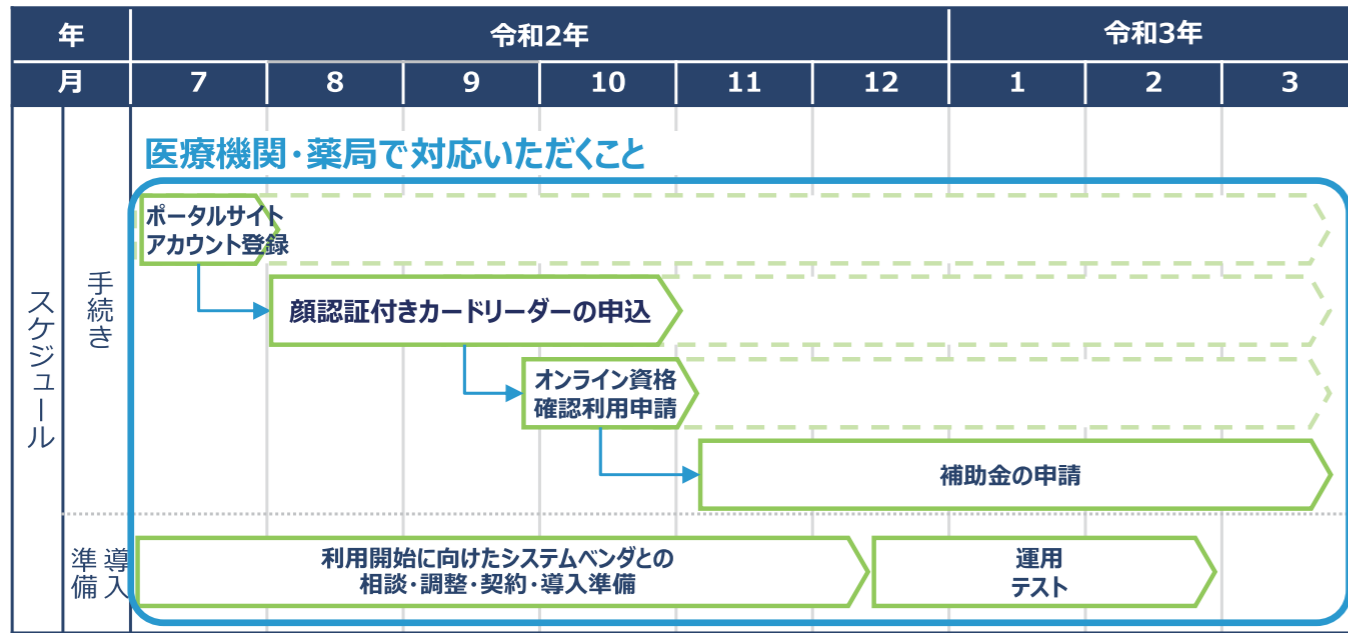 年
令和2年
令和3年
月
7
8
9
10
11
12
1
2
3
スケジュール
手続き
医療機関・薬局で対応いただくこと
ポータルサイト
アカウント登録
顔認証付きカードリーダーの申込
オンライン資格
確認利用申請
補助金の申請
導入
準備
利用開始に向けたシステムベンダとの
相談・調整・契約・導入準備
運用
テスト